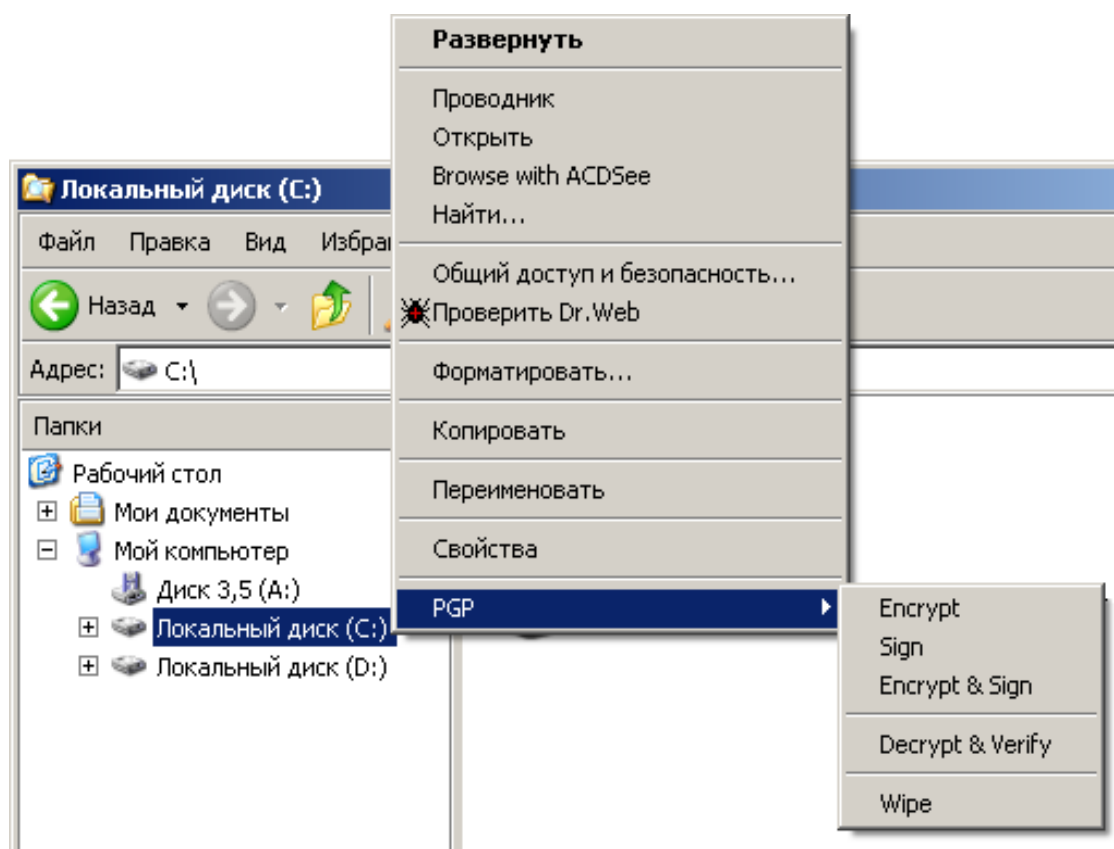 Развернуть
Проводник
Открыть
Browse with ACDSee
Найти...
Общий доступ и безопасность...
Проверить Dr.Web
Форматировать...
Копировать
Переименовать
Свойства
PGP
Encrypt
Sign
Encrypt & Sign
Decrypt & Verify
Wipe
Локальный диск (C:)
Файл Правка Вид
Назад
Адрес: C:\
Папки
Рабочий стол
Мои документы
Мой компьютер
Диск 3,5 (A:)
Локальный диск (C:)
Локальный диск (D:)